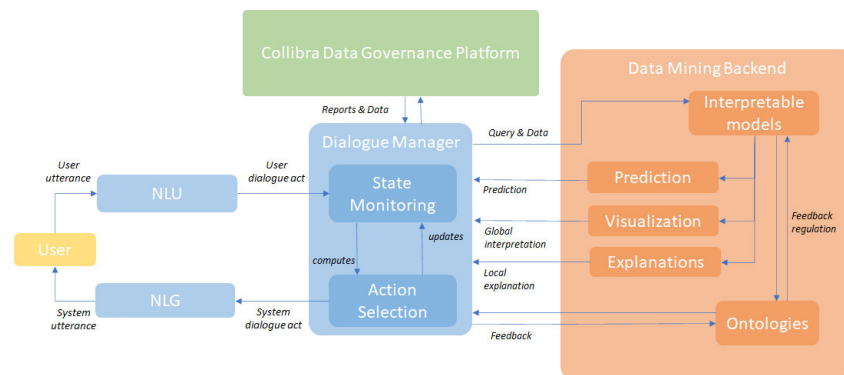 Collibra Data Governance Platform
Data Mining Backend
Reports & Data
Interpretable
models
Query & Data
Dialogue Manager
User
utterance
User
dialogue act
NLU
State
Monitoring
Prediction
Prediction
Visualization
Feedback
regulation
User
updates
Global
interpretation
computes
Explanations
Local
explanation
NLG
Action
Selection
System
utterance
System
dialogue act
Feedback
Ontologies